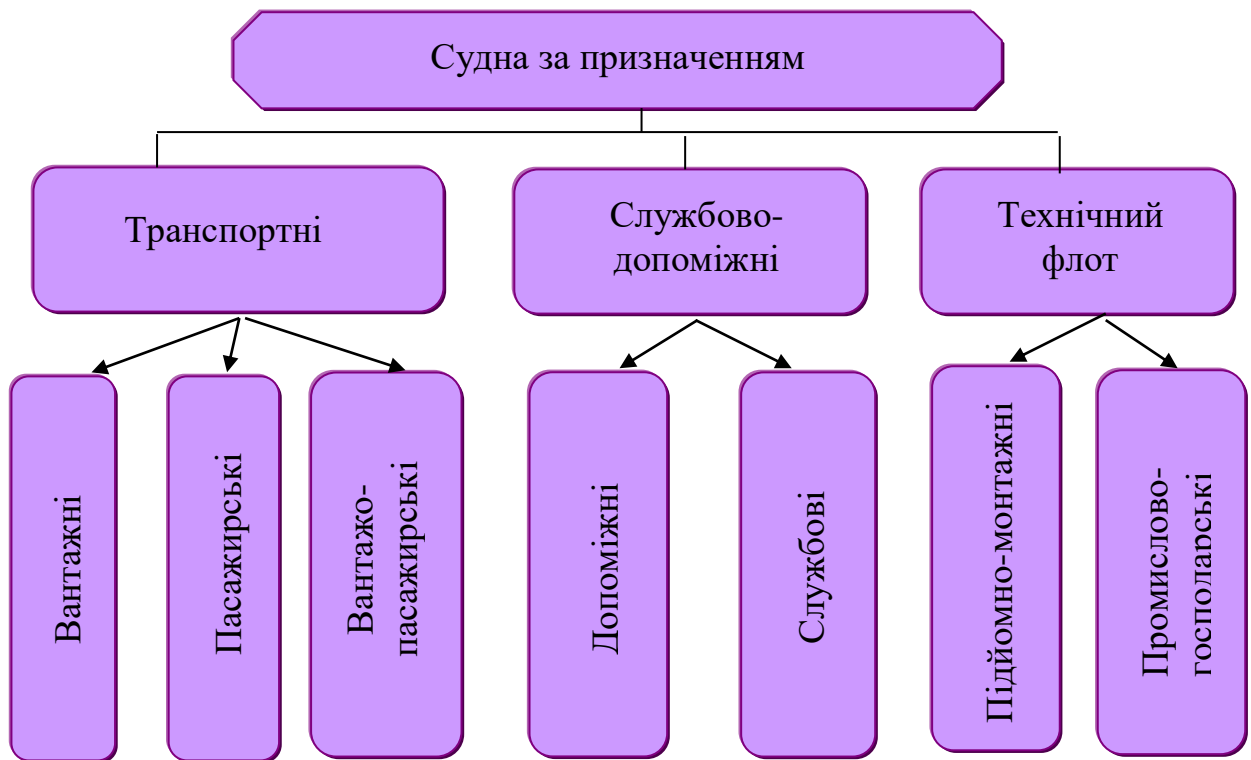 Судна за призначенням
Транспортні
Службово-
допоміжні
Технічний
флот
Вантажні
Пасажирські
Вантажо-
пасажирські
Допоміжні
Службові
Підйомно-монтажні
Промислово-
господарські